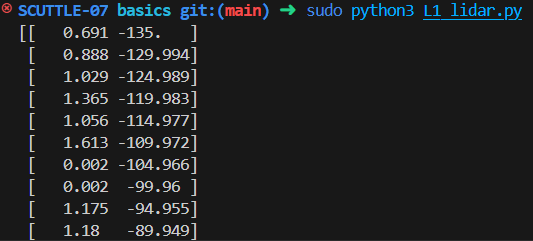 ⊗ SCUTTLE-07 basics git:(main) ➜ sudo python3 L1_lidar.py
[[   0.691 -135.   ]
 [   0.888 -129.994]
 [   1.029 -124.989]
 [   1.365 -119.983]
 [   1.056 -114.977]
 [   1.613 -109.972]
 [   0.002 -104.966]
 [   0.002  -99.96 ]
 [   1.175  -94.955]
 [   1.18   -89.949]